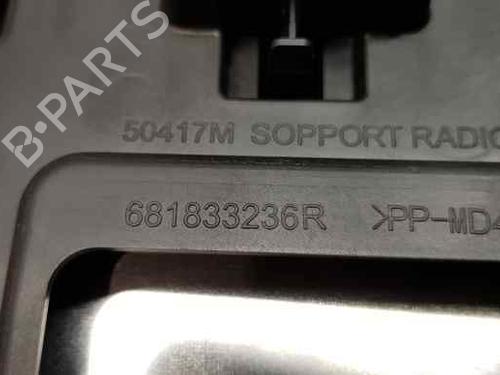 50417M SOPPORT RADIO
681833236R >PP-MD4
B-PARTS